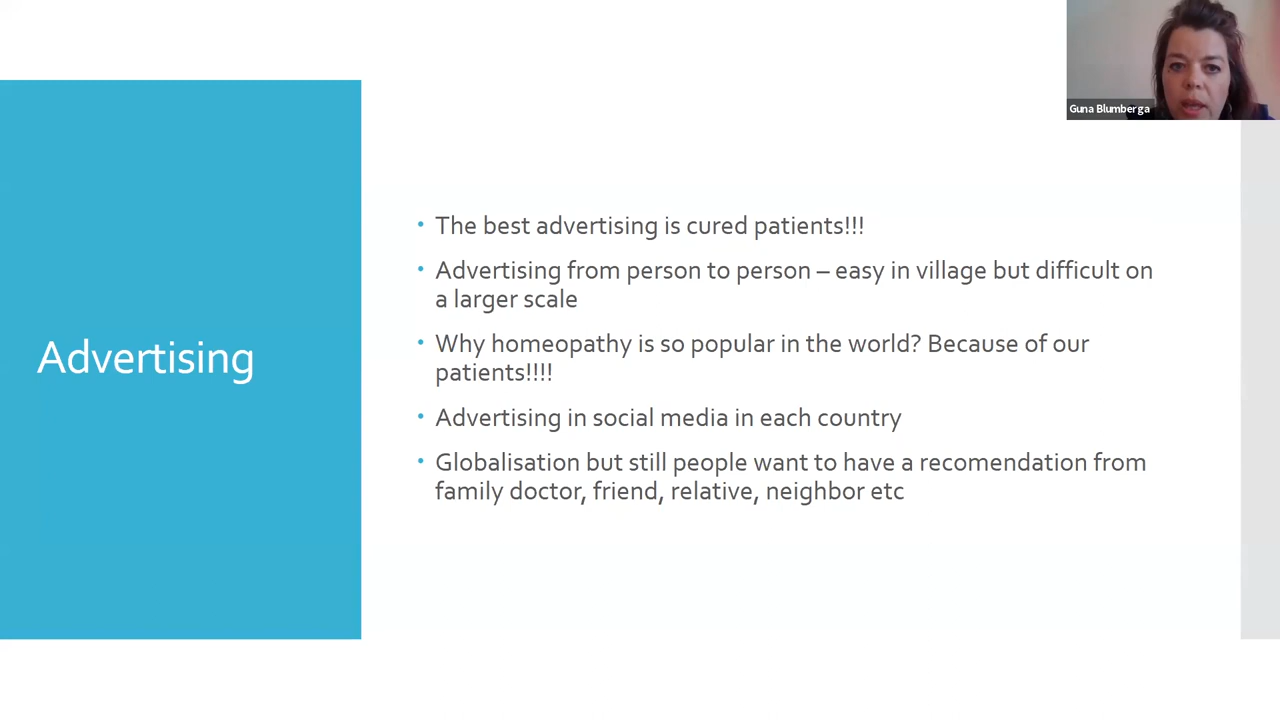 Guna Blumberga
Advertising
• The best advertising is cured patients!!!
• Advertising from person to person – easy in village but difficult on
a larger scale
• Why homeopathy is so popular in the world? Because of our
patients!!!!
• Advertising in social media in each country
• Globalisation but still people want to have a recomendation from
family doctor, friend, relative, neighbor etc